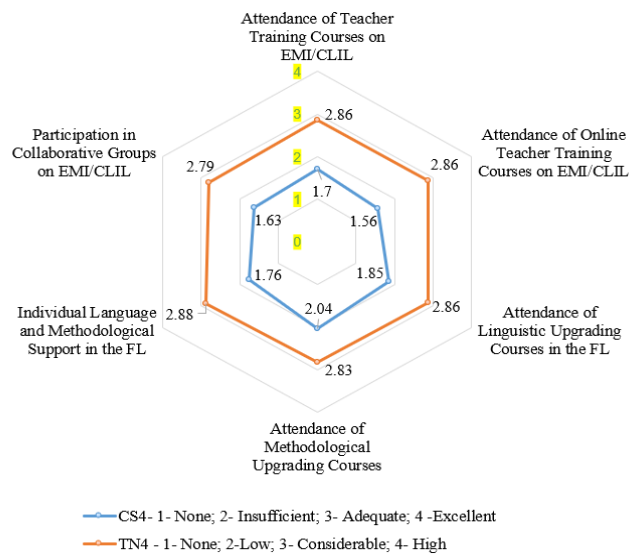 Attendance of Teacher
Training Courses on
EMI/CLIL
4
3
2.86
Participation in
Collaborative Groups
on EMI/CLIL
Attendance of Online
Teacher Training
Courses on EMI/CLIL
2.79
2
2.86
1.7
1
1.63
1.56
0
1.76
1.85
2.04
2.88
2.86
Individual Language
and Methodological
Support in the FL
Attendance of
Linguistic Upgrading
Courses in the FL
2.83
Attendance of
Methodological
Upgrading Courses
CS4- 1- None; 2- Insufficient; 3- Adequate; 4 -Excellent
TN4 - 1- None; 2-Low; 3- Considerable; 4- High